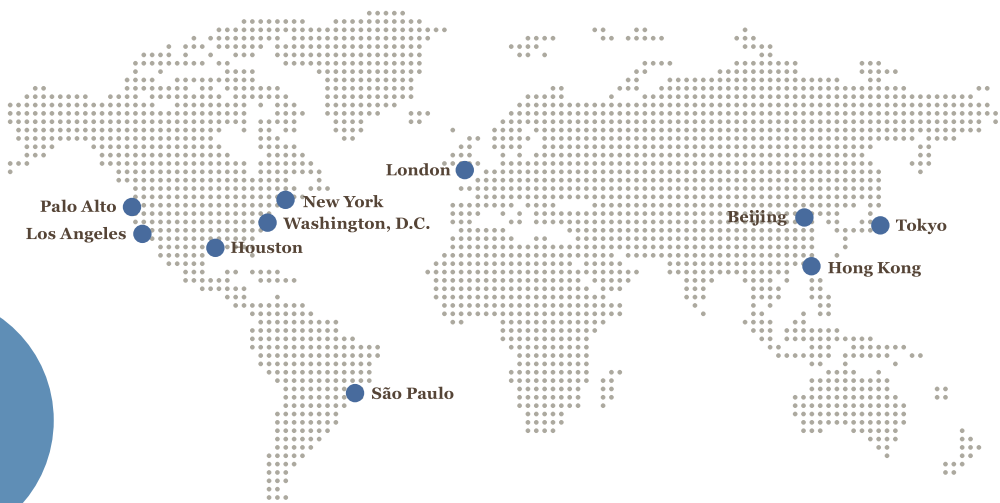 London
New York
Palo Alto
Beijing
Washington, D.C.
Tokyo
Los Angeles
Houston
Hong Kong
São Paulo